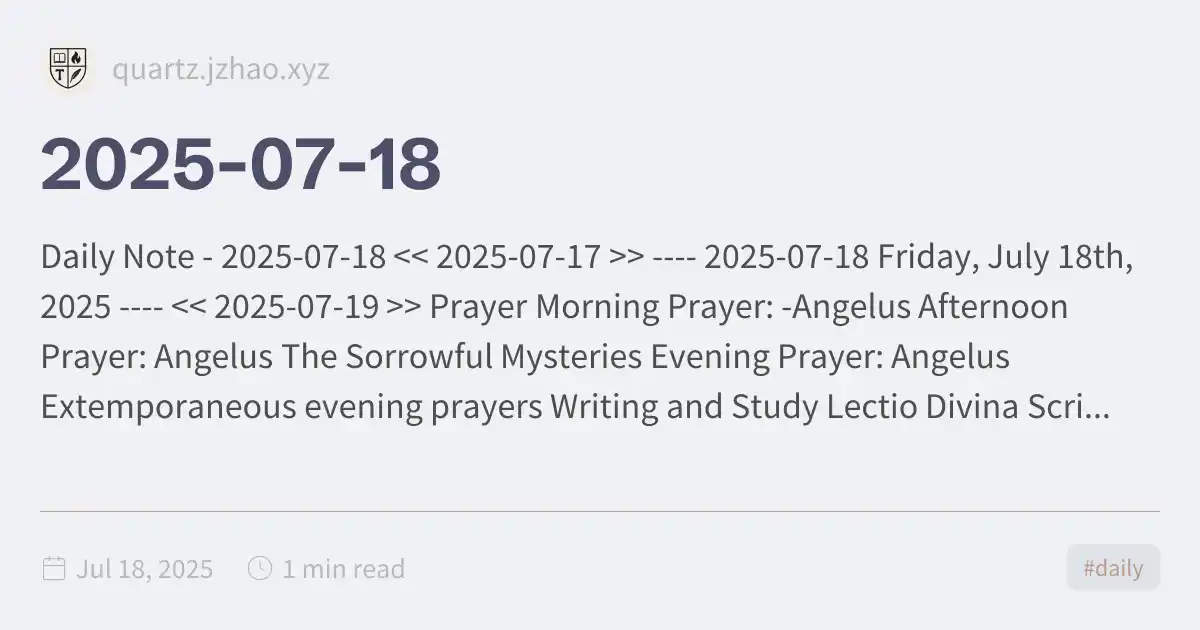 T
quartz.jzhao.xyz
2025-07-18
Daily Note - 2025-07-18 << 2025-07-17 >> ---- 2025-07-18 Friday, July 18th,
2025 ---- << 2025-07-19 >> Prayer Morning Prayer: -Angelus Afternoon
Prayer: Angelus The Sorrowful Mysteries Evening Prayer: Angelus
Extemporaneous evening prayers Writing and Study Lectio Divina Scri...
Jul 18, 2025
1 min read
#daily